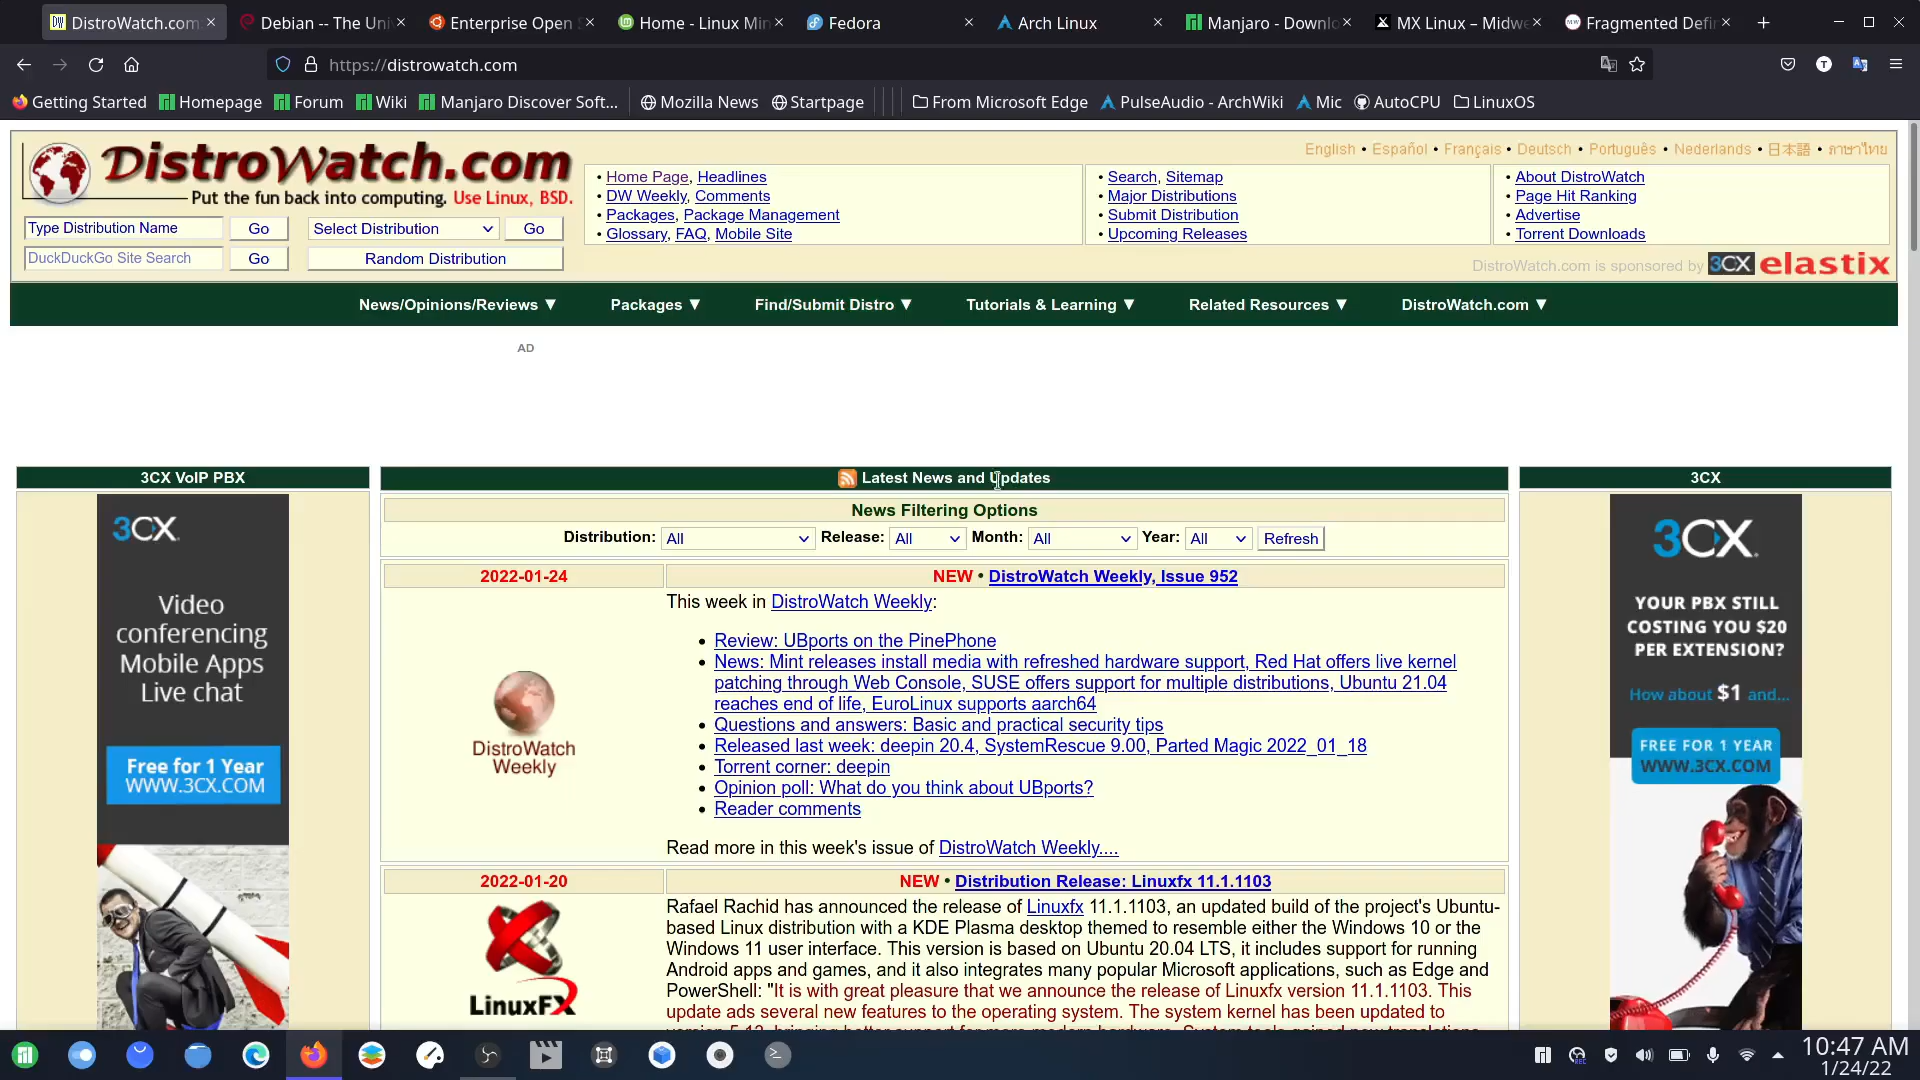 DistroWatch.com:
Debian -- The Uni
Enterprise Open S
Home - Linux Min
Fedora
Arch Linux
Manjaro - Downlo
MX Linux – Midwe
Fragmented Defin
https://distrowatch.com
Getting Started
Homepage
Forum
Wiki
Manjaro Discover Soft...
Mozilla News
Startpage
From Microsoft Edge
PulseAudio - ArchWiki
Mic
AutoCPU
LinuxOS
DistroWatch.com
Put the fun back into computing. Use Linux, BSD.
English • Español • Français • Deutsch • Português • Nederlands • 日本語 • ภาษาไทย
Type Distribution Name
Go
Select Distribution
Go
DuckDuckGo Site Search
Go
Random Distribution
• Home Page, Headlines
• DW Weekly, Comments
• Packages, Package Management
• Glossary, FAQ, Mobile Site
• Search, Sitemap
• Major Distributions
• Submit Distribution
• Upcoming Releases
• About DistroWatch
• Page Hit Ranking
• Advertise
• Torrent Downloads
DistroWatch.com is sponsored by 3CX elastix
News/Opinions/Reviews ▼
Packages ▼
Find/Submit Distro ▼
Tutorials & Learning ▼
Related Resources ▼
DistroWatch.com ▼
AD
3CX VoIP PBX
3CX
Video
conferencing
Mobile Apps
Live chat
Free for 1 Year
WWW.3CX.COM
Latest News and Updates
News Filtering Options
Distribution: All Release: All Month: All Year: All Refresh
2022-01-24
NEW • DistroWatch Weekly, Issue 952
DistroWatch
Weekly
This week in DistroWatch Weekly:
• Review: UBports on the PinePhone
• News: Mint releases install media with refreshed hardware support, Red Hat offers live kernel
patching through Web Console, SUSE offers support for multiple distributions, Ubuntu 21.04
reaches end of life, EuroLinux supports aarch64
• Questions and answers: Basic and practical security tips
• Released last week: deepin 20.4, SystemRescue 9.00, Parted Magic 2022_01_18
• Torrent corner: deepin
• Opinion poll: What do you think about UBports?
• Reader comments
Read more in this week's issue of DistroWatch Weekly....
2022-01-20
NEW • Distribution Release: Linuxfx 11.1.1103
LinuxFX
Rafael Rachid has announced the release of Linuxfx 11.1.1103, an updated build of the project's Ubuntu-
based Linux distribution with a KDE Plasma desktop themed to resemble either the Windows 10 or the
Windows 11 user interface. This version is based on Ubuntu 20.04 LTS, it includes support for running
Android apps and games, and it also integrates many popular Microsoft applications, such as Edge and
PowerShell: "It is with great pleasure that we announce the release of Linuxfx version 11.1.1103. This
update ads several new features to the operating system. The system kernel has been updated to
3CX
3CX
YOUR PBX STILL
COSTING YOU $20
PER EXTENSION?
How about $1 and...
FREE FOR 1 YEAR
WWW.3CX.COM
10:47 AM
1/24/22